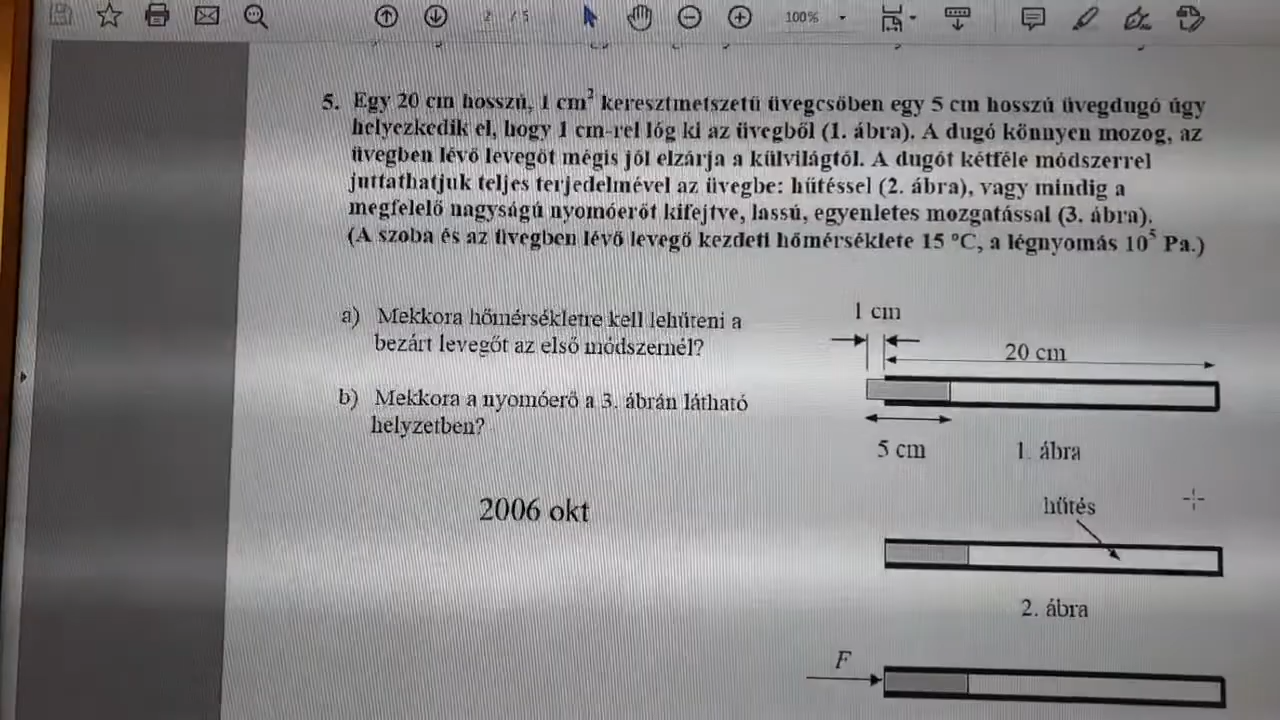 2 / 5
100%
5. Egy 20 cm hosszú, 1 cm² keresztmetszetű üvegcsőben egy 5 cm hosszú üvegdugó úgy
helyezkedik el, hogy 1 cm-rel lóg ki az üvegből (1. ábra). A dugó könnyen mozog, az
üvegben lévő levegőt mégis jól elzárja a külvilágtól. A dugót kétféle módszerrel
juttathatjuk teljes terjedelmével az üvegbe: hűtéssel (2. ábra), vagy mindig a
megfelelő nagyságú nyomóerőt kifejtve, lassú, egyenletes mozgatással (3. ábra).
(A szoba és az üvegben lévő levegő kezdeti hőmérséklete 15 °C, a légnyomás 10⁵ Pa.)
a) Mekkora hőmérsékletre kell lehűteni a
bezárt levegőt az első módszernél?
b) Mekkora a nyomóerő a 3. ábrán látható
helyzetben?
2006 okt
1 cm
20 cm
5 cm
1. ábra
hűtés
2. ábra
F